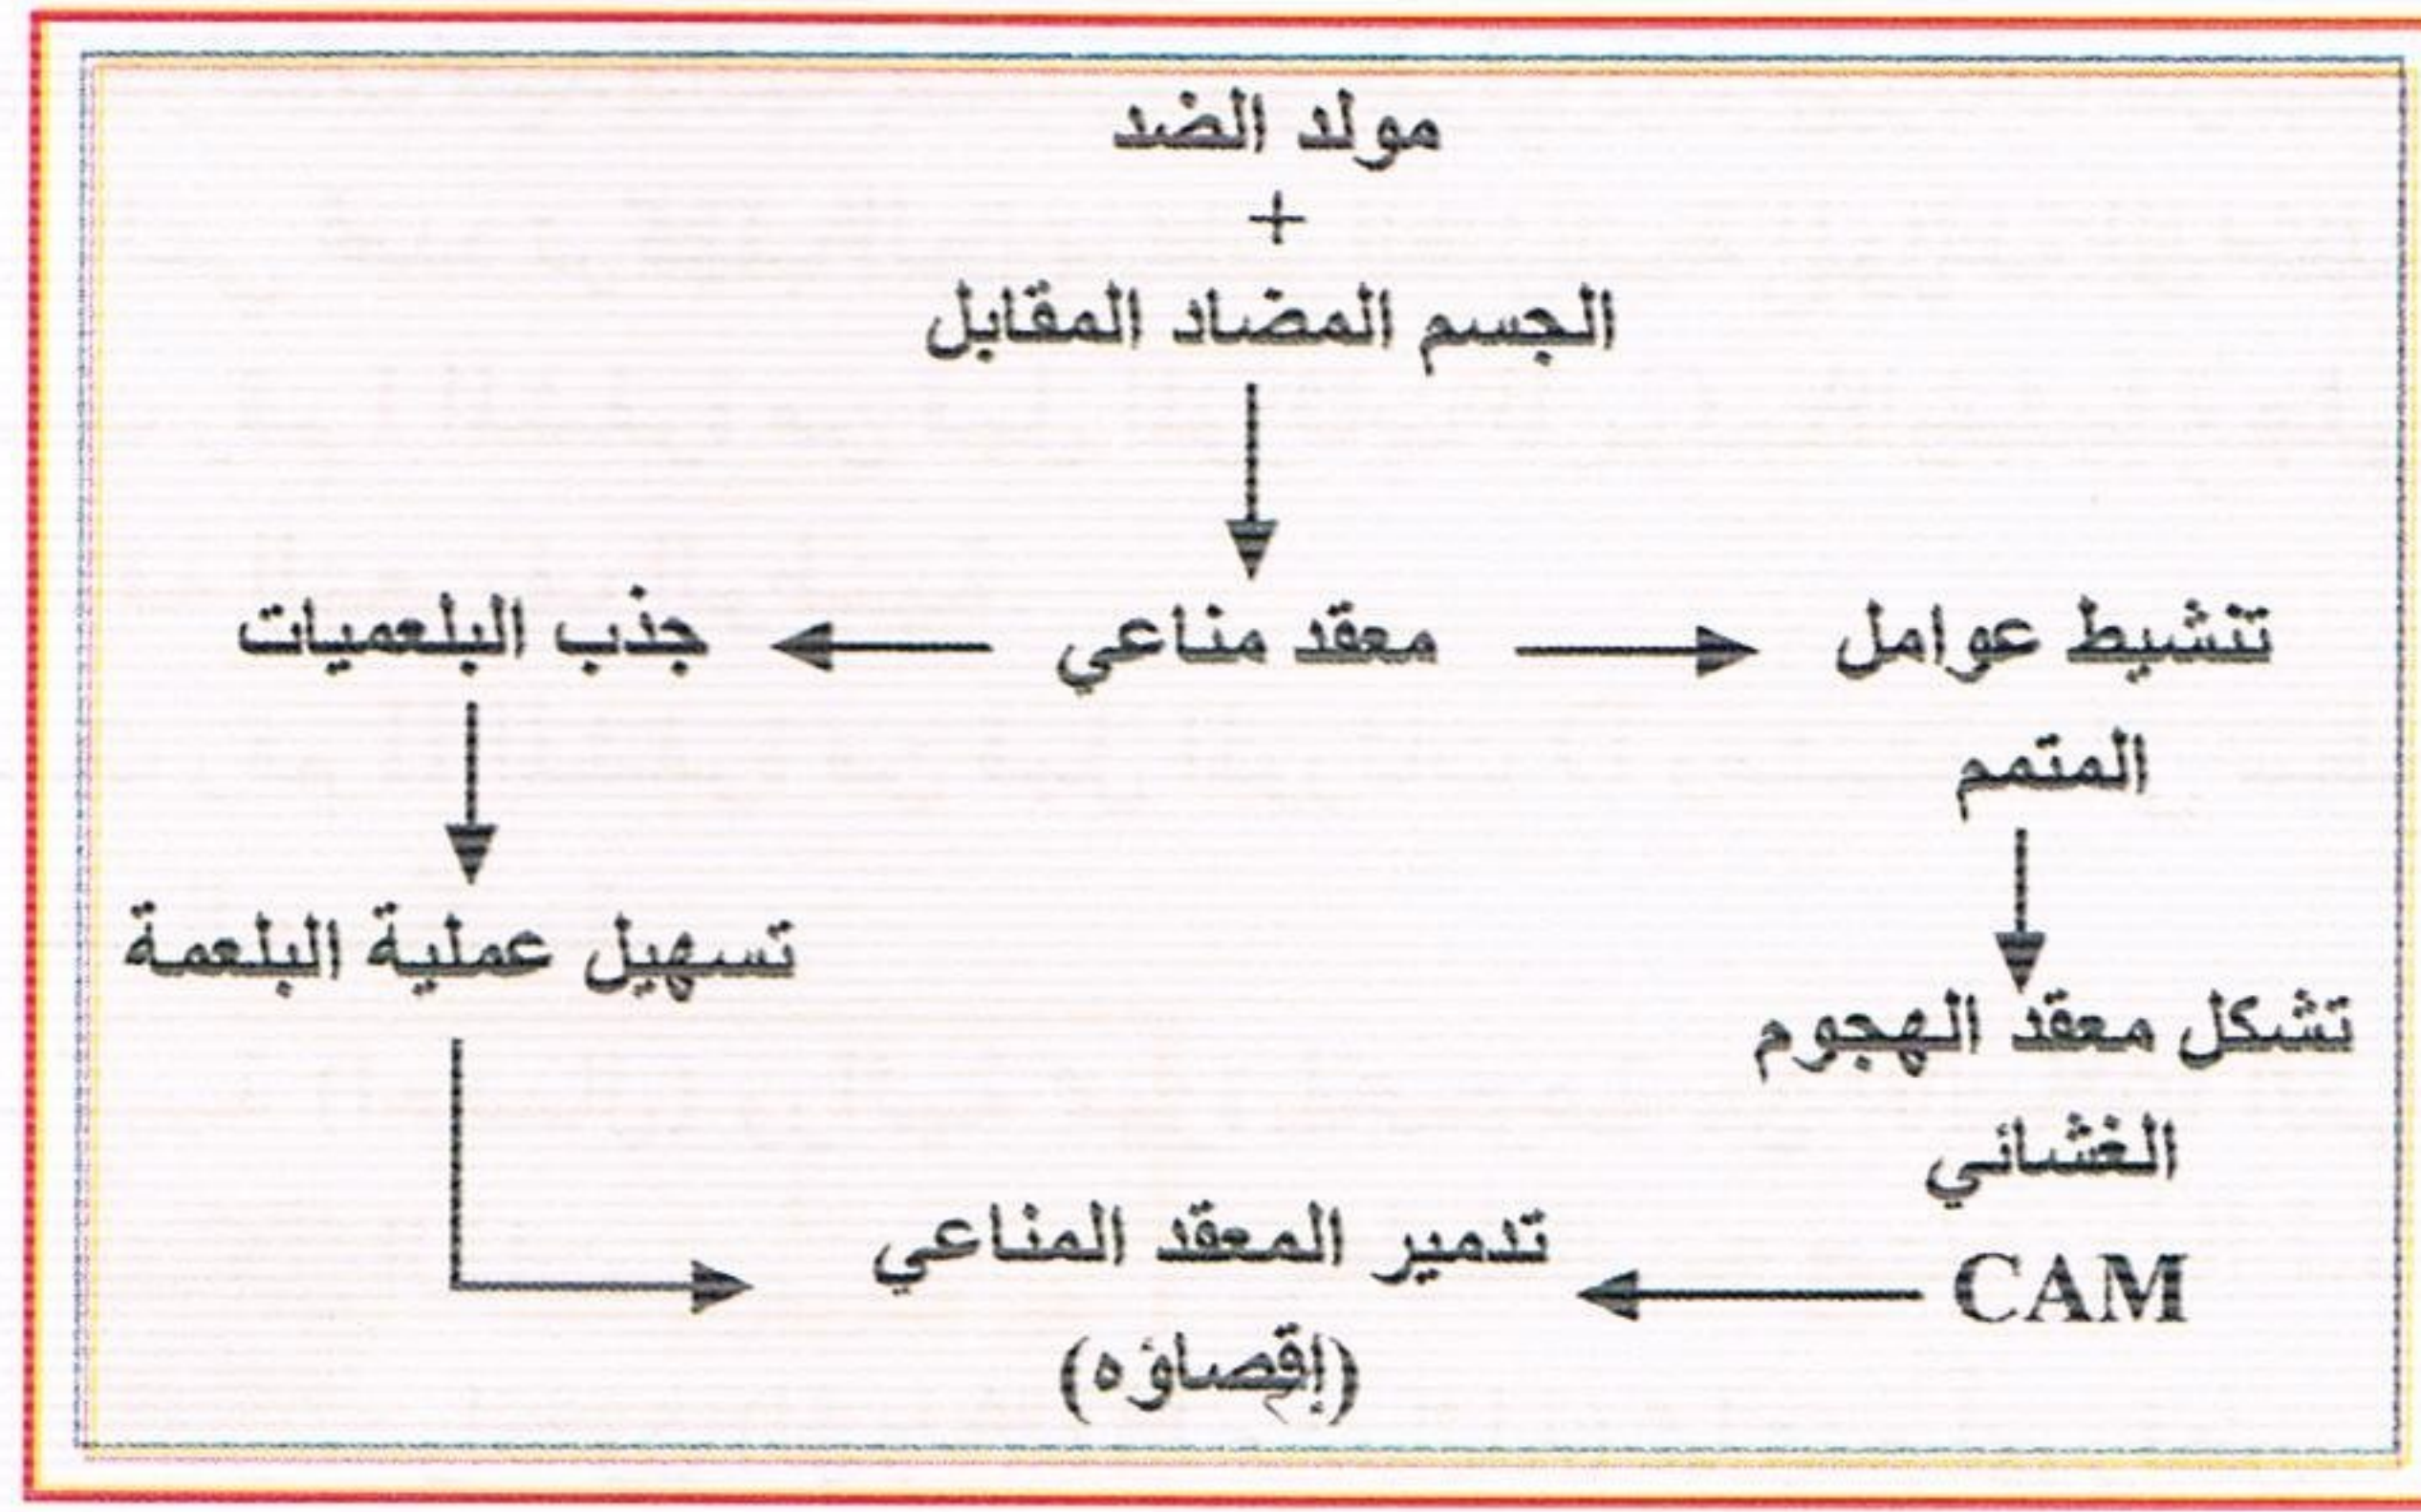 مولد الضد
+
الجسم المضاد المقابل
تنشيط عوامل
المتمم
معقد مناعي
جذب البلعميات
تسهيل عملية البلعمة
تشكل معقد الهجوم
الغشائي
CAM
تدمير المعقد المناعي
(إقصاؤه)